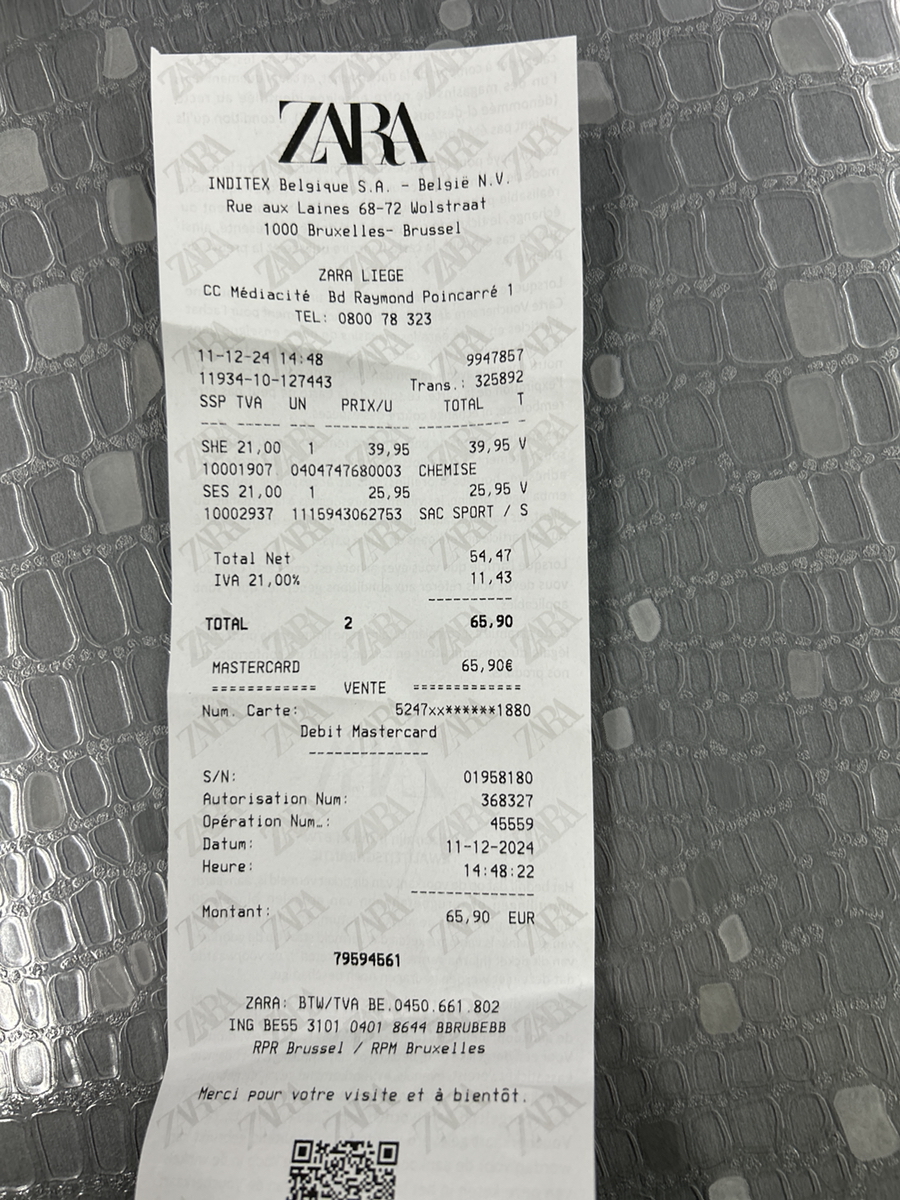 ZARA
INDITEX Belgique S.A. - België N.V.
Rue aux Laines 68-72 Wolstraat
1000 Bruxelles- Brussel
ZARA LIEGE
CC Médiacité Bd Raymond Poincarré 1
TEL: 0800 78 323
11-12-24 14:48 9947857
11934-10-127443 Trans.: 325892
SSP TVA UN PRIX/U TOTAL T
--- ----- --- ---------- ----------- -
SHE 21,00 1 39,95 39,95 V
10001907 0404747680003 CHEMISE
SES 21,00 1 25,95 25,95 V
10002937 1115943062753 SAC SPORT / S
Total Net 54,47
IVA 21,00% 11,43
----------
TOTAL 2 65,90
MASTERCARD 65,90€
============ VENTE ============
Num. Carte: 5247xx******1880
Debit Mastercard
--------------
S/N: 01958180
Autorisation Num: 368327
Opération Num…: 45559
Datum: 11-12-2024
Heure: 14:48:22
--------------
Montant: 65,90 EUR
79594561
ZARA: BTW/TVA BE.0450.661.802
ING BE55 3101 0401 8644 BBRUBEBB
RPR Brussel / RPM Bruxelles
Merci pour votre visite et à bientôt.